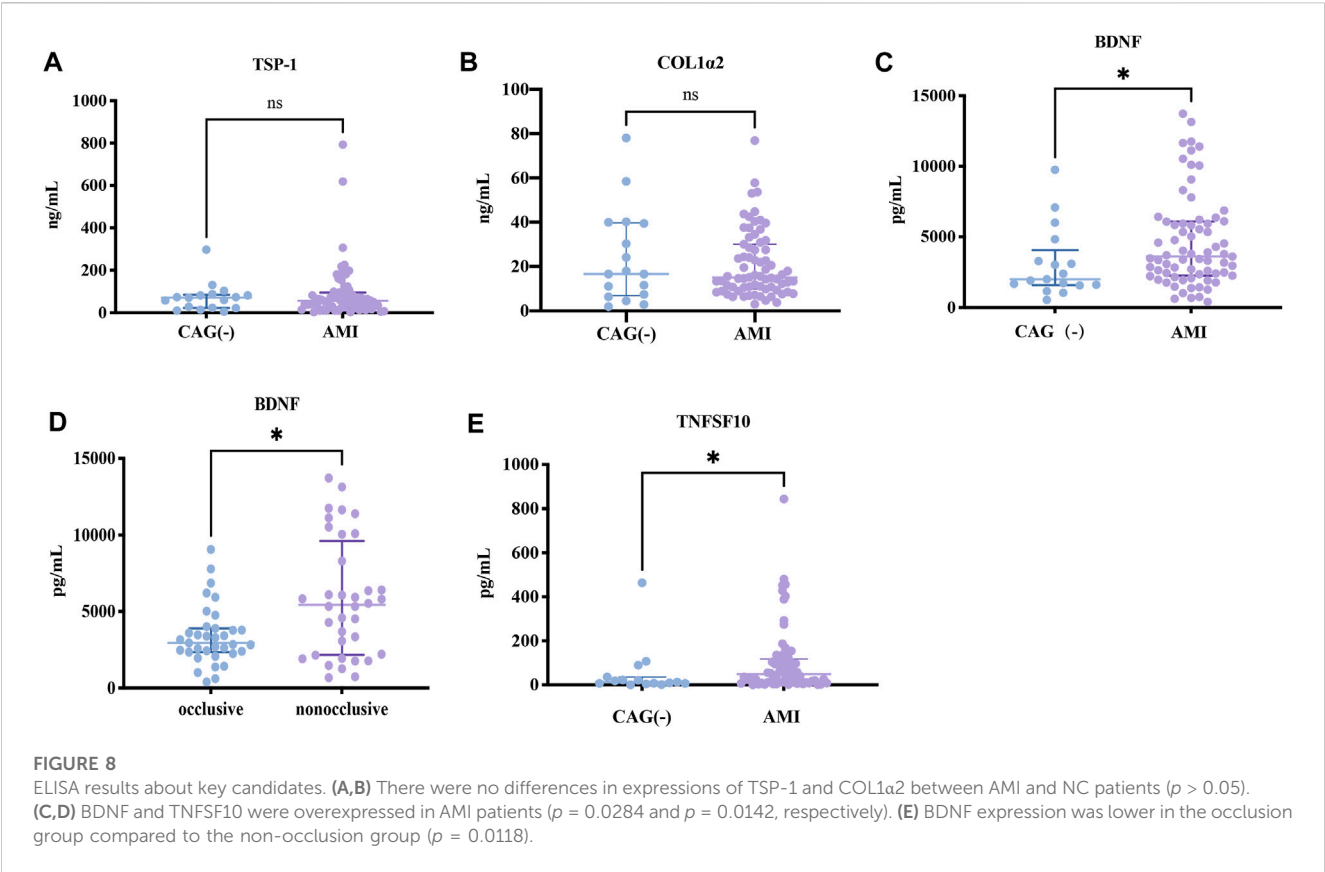 A
TSP-1
ns
ng/mL
1000
800
600
400
200
0
CAG(-)
AMI
B
COL1α2
ns
ng/mL
100
80
60
40
20
0
CAG(-)
AMI
C
BDNF
*
pg/mL
15000
10000
5000
0
CAG (-)
AMI
D
BDNF
*
pg/mL
15000
10000
5000
0
occlusive
nonocclusive
E
TNFSF10
*
pg/mL
1000
800
600
400
200
0
CAG(-)
AMI
FIGURE 8
ELISA results about key candidates. (A,B) There were no differences in expressions of TSP-1 and COL1α2 between AMI and NC patients (p > 0.05).
(C,D) BDNF and TNFSF10 were overexpressed in AMI patients (p = 0.0284 and p = 0.0142, respectively). (E) BDNF expression was lower in the occlusion
group compared to the non-occlusion group (p = 0.0118).